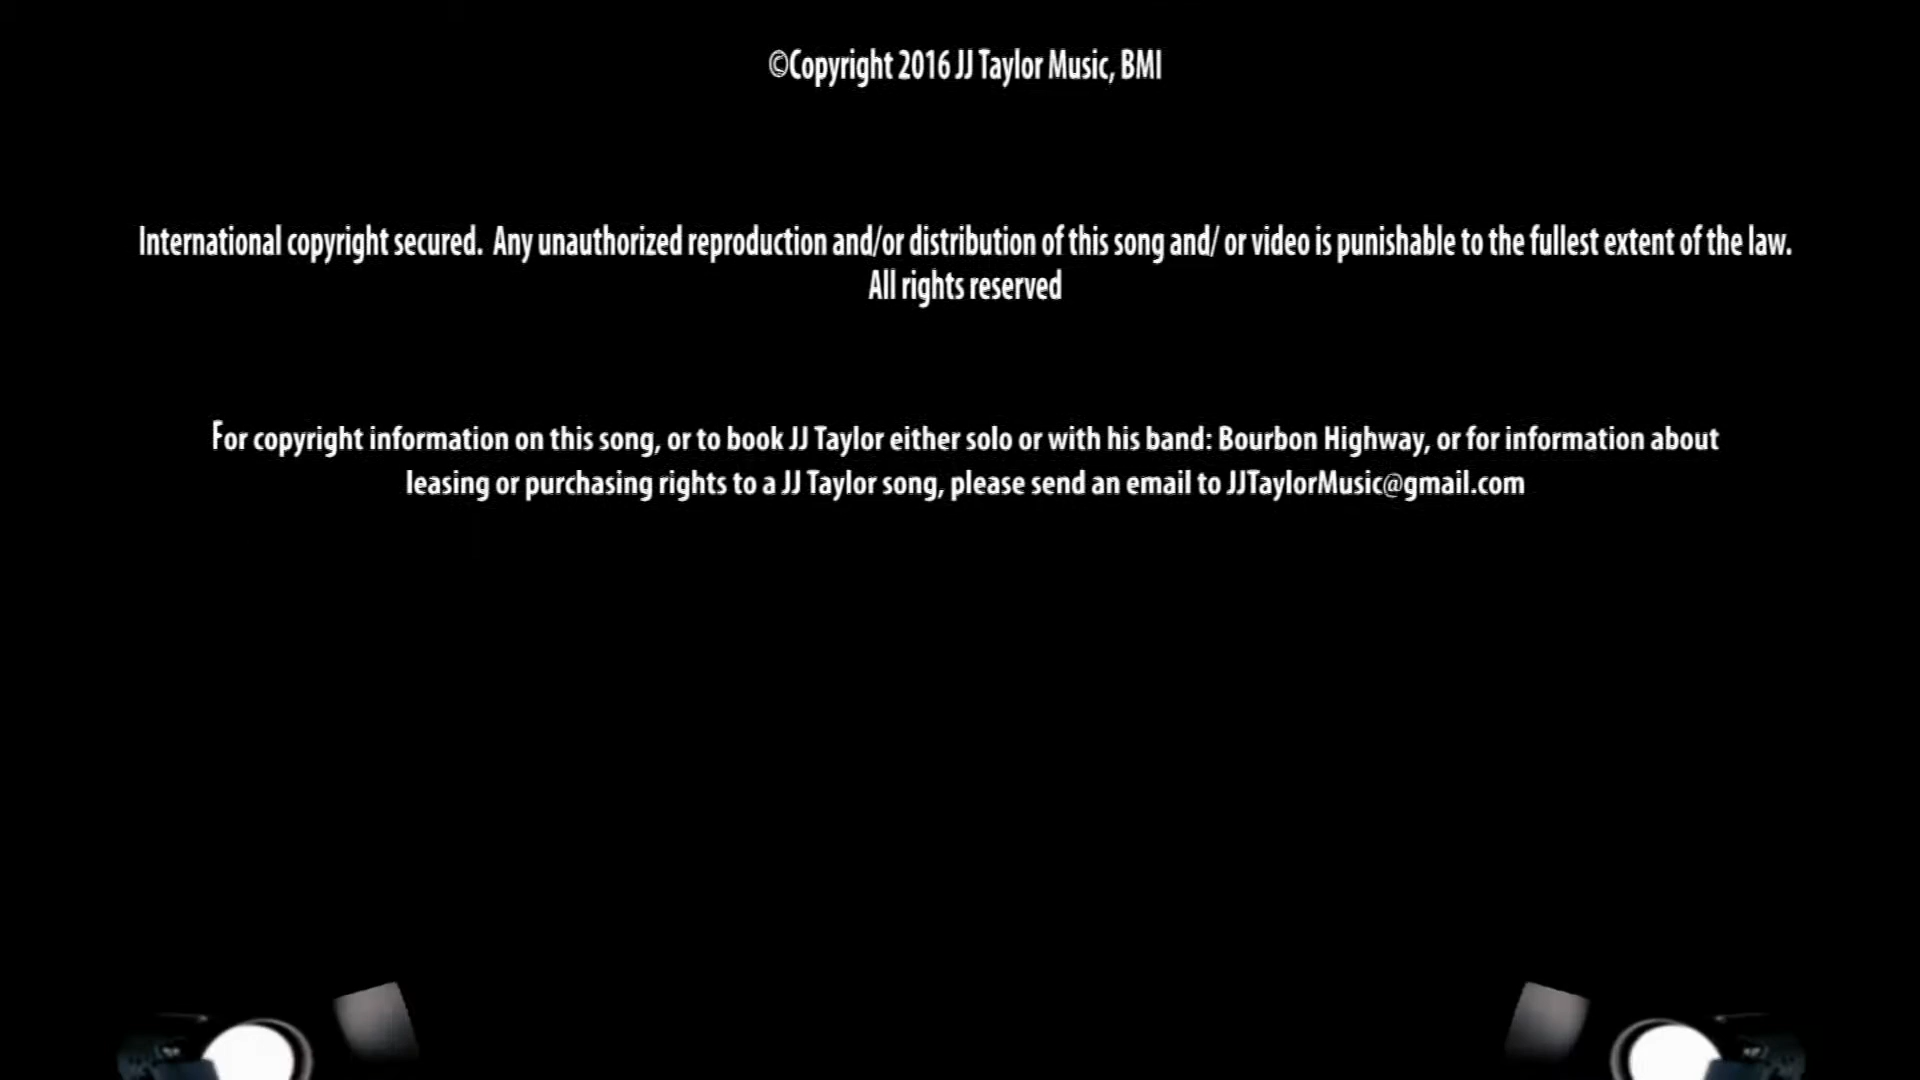 ©Copyright 2016 JJ Taylor Music, BMI
International copyright secured.  Any unauthorized reproduction and/or distribution of this song and/ or video is punishable to the fullest extent of the law.
All rights reserved
For copyright information on this song, or to book JJ Taylor either solo or with his band: Bourbon Highway, or for information about
leasing or purchasing rights to a JJ Taylor song, please send an email to JJTaylorMusic@gmail.com